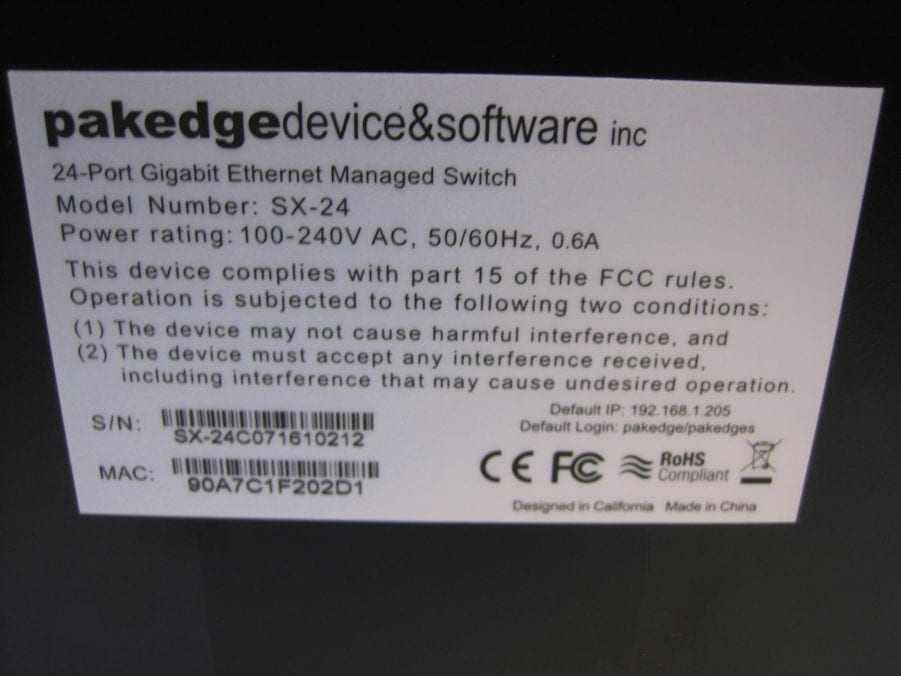 pakedgedevice&software inc
24-Port Gigabit Ethernet Managed Switch
Model Number: SX-24
Power rating: 100-240V AC, 50/60Hz, 0.6A
This device complies with part 15 of the FCC rules.
Operation is subjected to the following two conditions:
(1) The device may not cause harmful interference, and
(2) The device must accept any interference received,
including interference that may cause undesired operation.
S/N:
SX-24C071610212
MAC:
90A7C1F202D1
Default IP: 192.168.1.205
Default Login: pakedge/pakedges
CE FC RoHS
Compliant
Designed in California Made in China